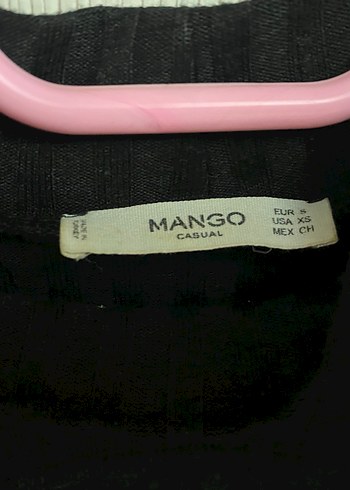 MANGO
CASUAL
EUR S
USA XS
MEX CH